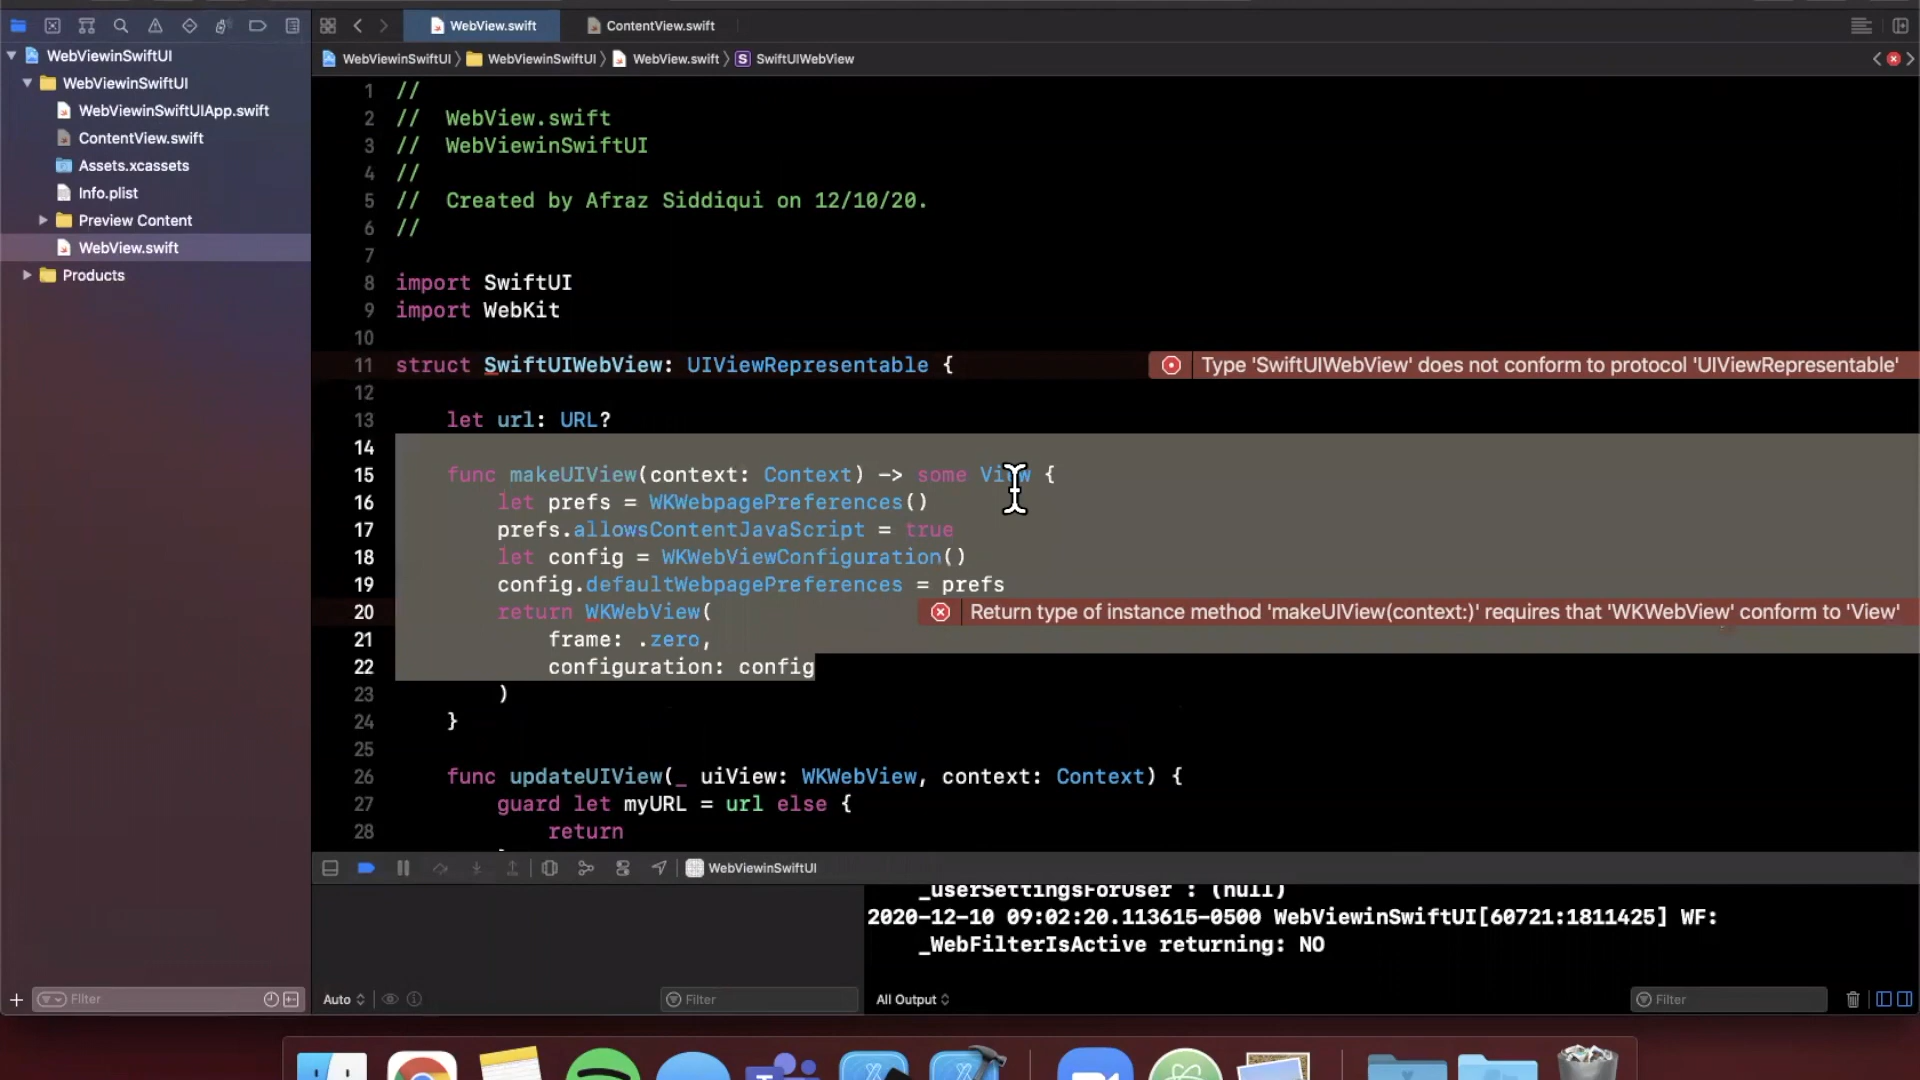 WebView.swift
ContentView.swift
WebViewinSwiftUI
WebViewinSwiftUI
WebViewinSwiftUIApp.swift
ContentView.swift
Assets.xcassets
Info.plist
Preview Content
WebView.swift
Products
WebViewinSwiftUI WebViewinSwiftUI WebView.swift S SwiftUIWebView
1 //
2 // WebView.swift
3 // WebViewinSwiftUI
4 //
5 // Created by Afraz Siddiqui on 12/10/20.
6 //
7
8 import SwiftUI
9 import WebKit
10
11 struct SwiftUIWebView: UIViewRepresentable { Type 'SwiftUIWebView' does not conform to protocol 'UIViewRepresentable'
12
13 let url: URL?
14
15 func makeUIView(context: Context) -> some View {
16 let prefs = WKWebpagePreferences()
17 prefs.allowsContentJavaScript = true
18 let config = WKWebViewConfiguration()
19 config.defaultWebpagePreferences = prefs
20 return WKWebView( Return type of instance method 'makeUIView(context:)' requires that 'WKWebView' conform to 'View'
21 frame: .zero,
22 configuration: config
23 )
24 }
25
26 func updateUIView(_ uiView: WKWebView, context: Context) {
27 guard let myURL = url else {
28 return
WebViewinSwiftUI
_userSettingsForUser : (null)
2020-12-10 09:02:20.113615-0500 WebViewinSwiftUI[60721:1811425] WF:
_WebFilterIsActive returning: NO
Filter
Auto
Filter
All Output
Filter